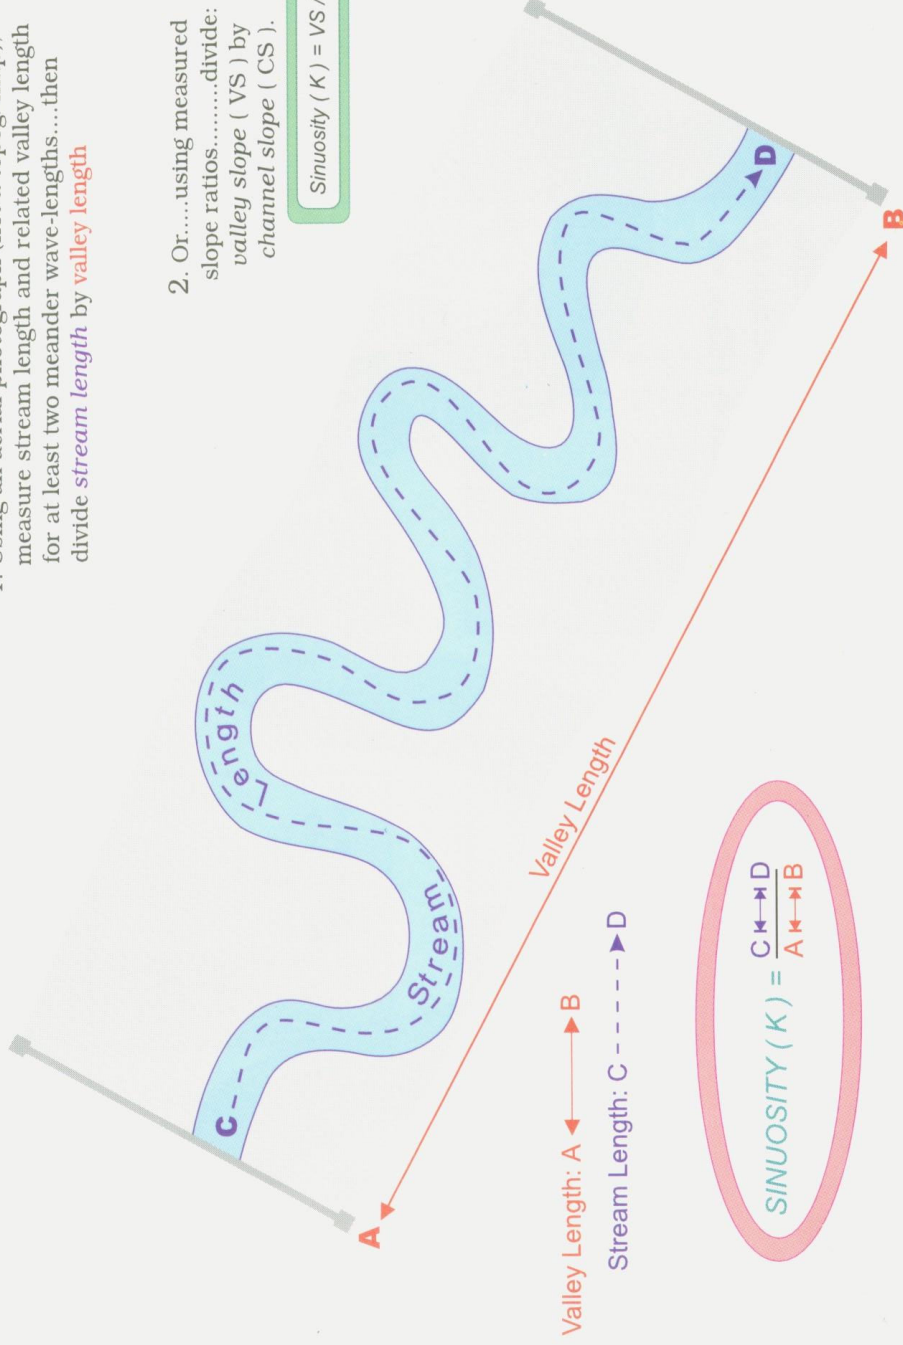 measure stream length and related valley length
for at least two meander wave-lengths....then
divide stream length by valley length
2. Or....using measured
slope ratios.........divide:
valley slope ( VS ) by
channel slope ( CS ).
Sinuosity ( K ) = VS /
C
Stream
Length
D
A
Valley Length
B
Valley Length: A B
Stream Length: C D
SINUOSITY ( K ) =
C D
A B